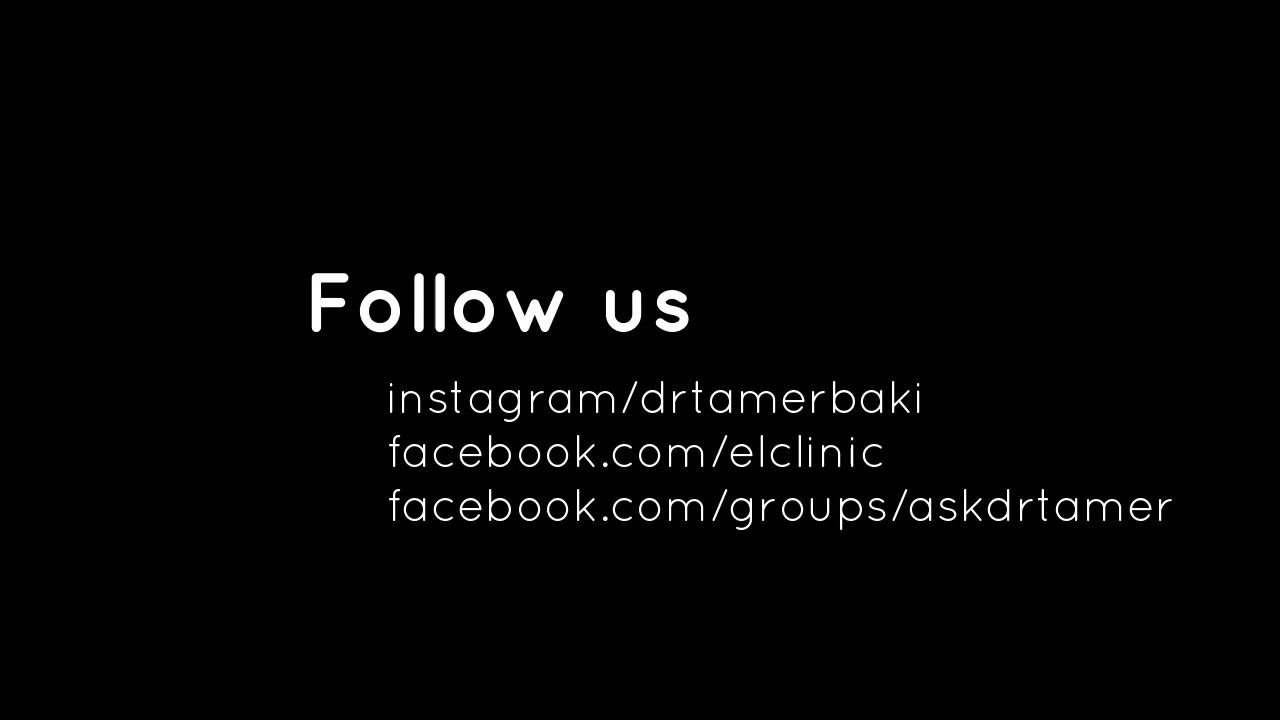 Follow us
instagram/drtamerbaki
facebook.com/elclinic
facebook.com/groups/askdrtamer